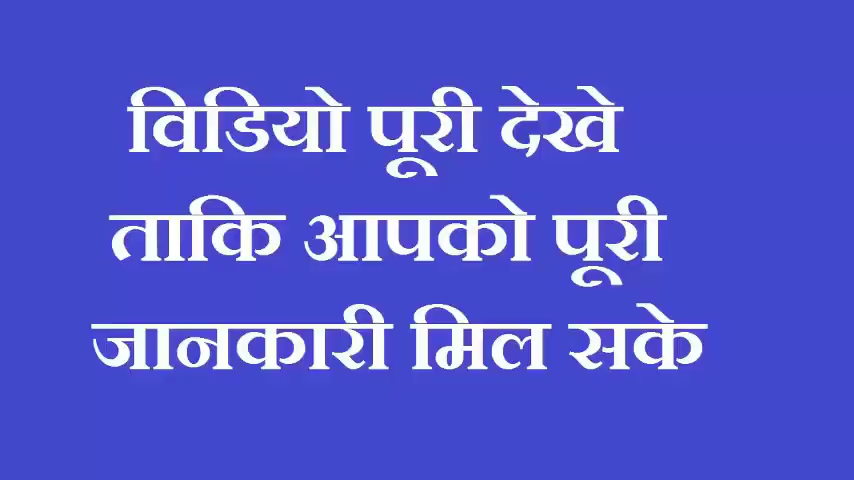 विडियो पूरी देखे
ताकि आपको पूरी
जानकारी मिल सके